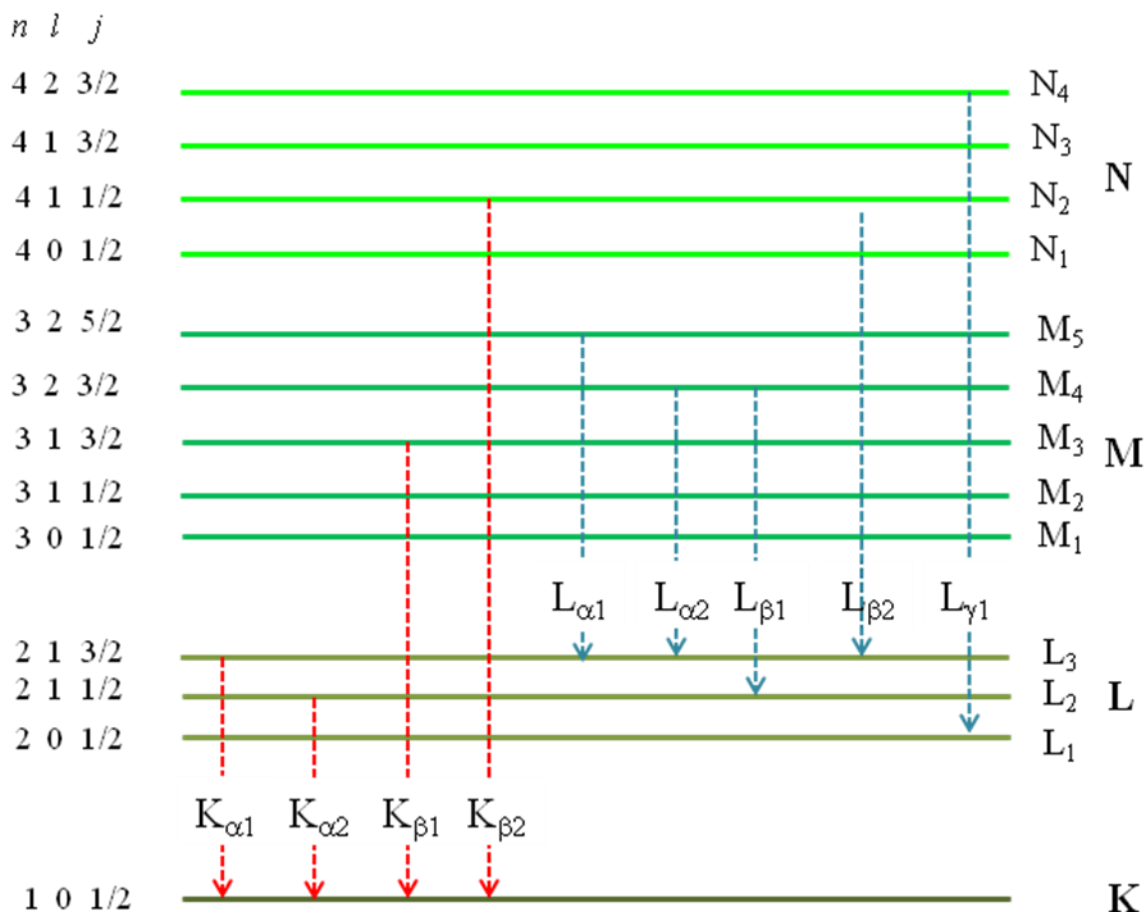 n l j
4 2 3/2 N₄
4 1 3/2 N₃
N
4 1 1/2 N₂
4 0 1/2 N₁
3 2 5/2 M₅
3 2 3/2 M₄
3 1 3/2 M₃
M
3 1 1/2 M₂
3 0 1/2 M₁
Lα1 Lα2 Lβ1 Lβ2 Lγ1
2 1 3/2 L₃
2 1 1/2 L₂ L
2 0 1/2 L₁
Kα1 Kα2 Kβ1 Kβ2
1 0 1/2 K